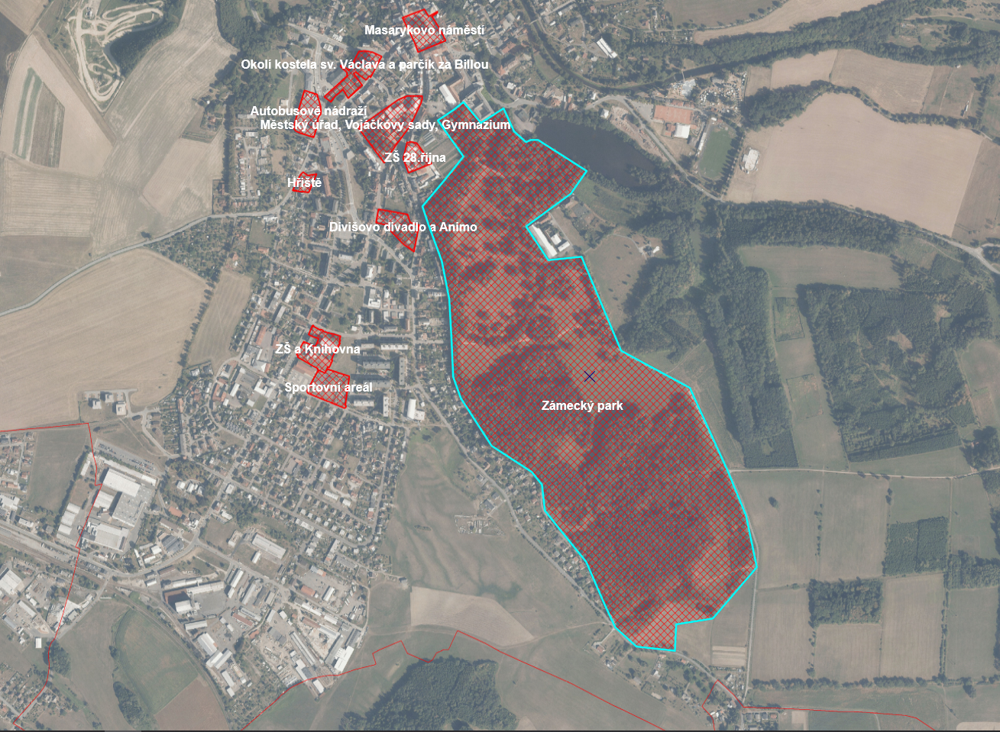 Masarykovo náměstí
Okolí kostela sv. Václava a parčík za Billou
Autobusové nádraží
Městský úřad, Vojáčkovy sady, Gymnázium
ZŠ 28.října
Hřiště
Divišovo divadlo a Animo
ZŠ a Knihovna
Sportovní areál
Zámecký park